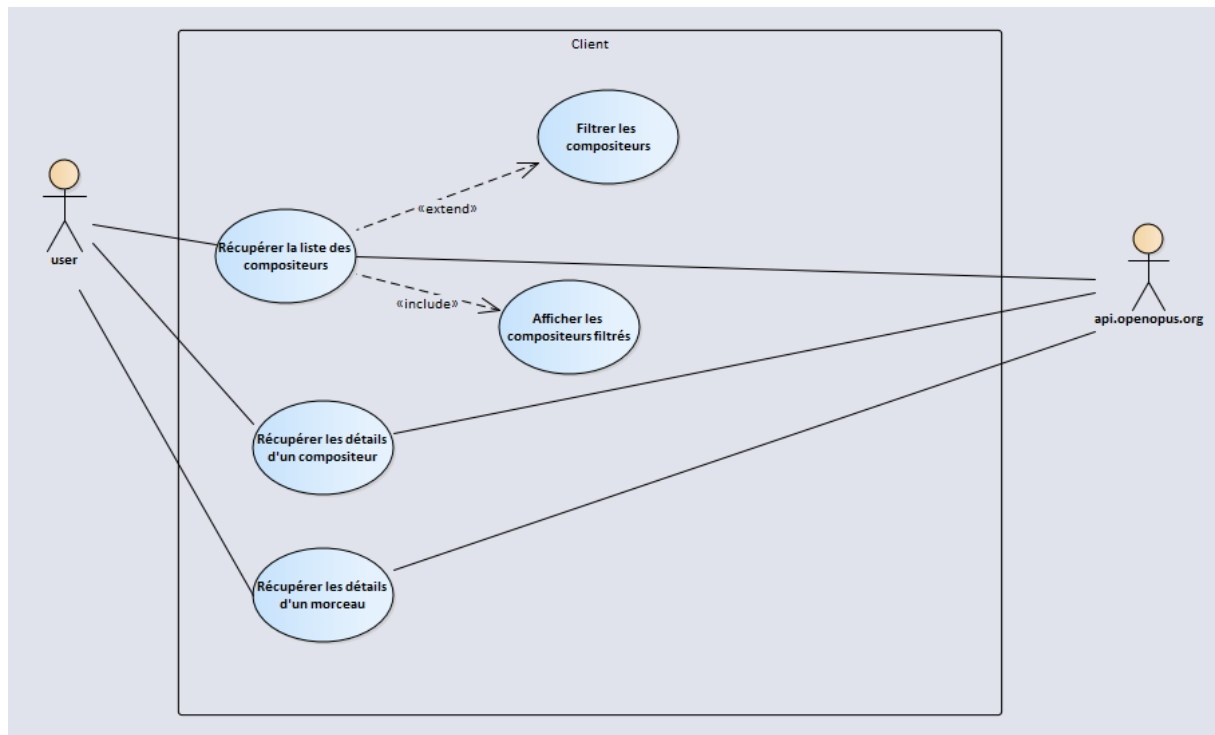 Client
Filtrer les
compositeurs
«extend»
user
Récupérer la liste des
compositeurs
«include»
Afficher les
compositeurs filtrés
api.openopus.org
Récupérer les détails
d'un compositeur
Récupérer les détails
d'un morceau